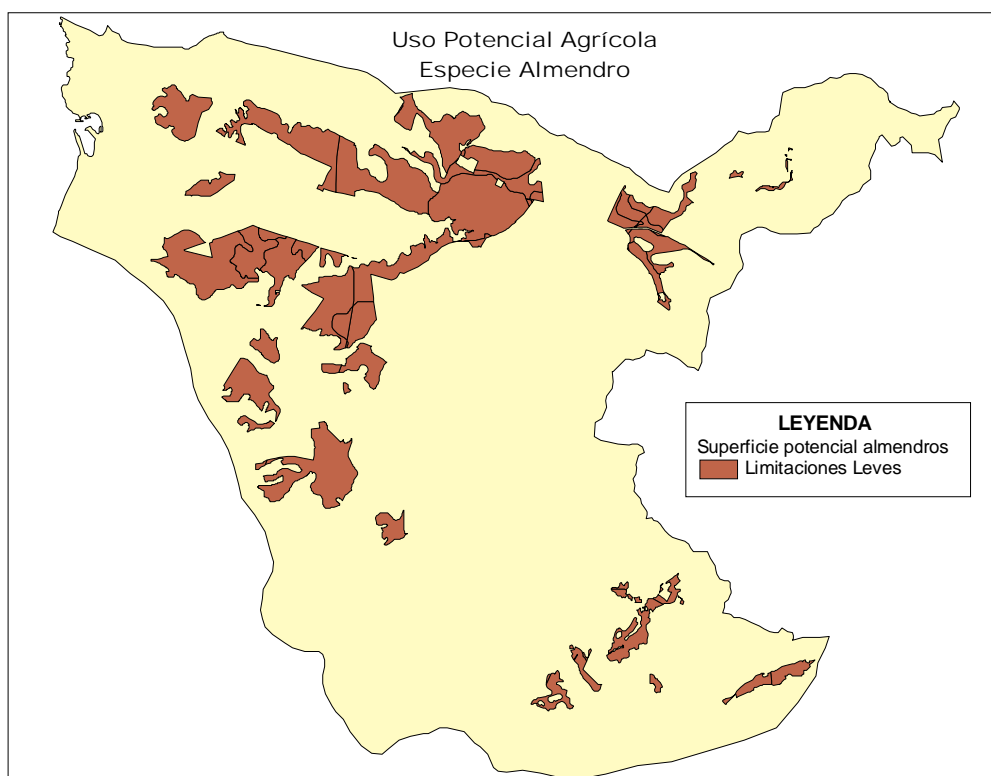 Uso Potencial Agrícola
Especie Almendro
LEYENDA
Superficie potencial almendros
Limitaciones Leves